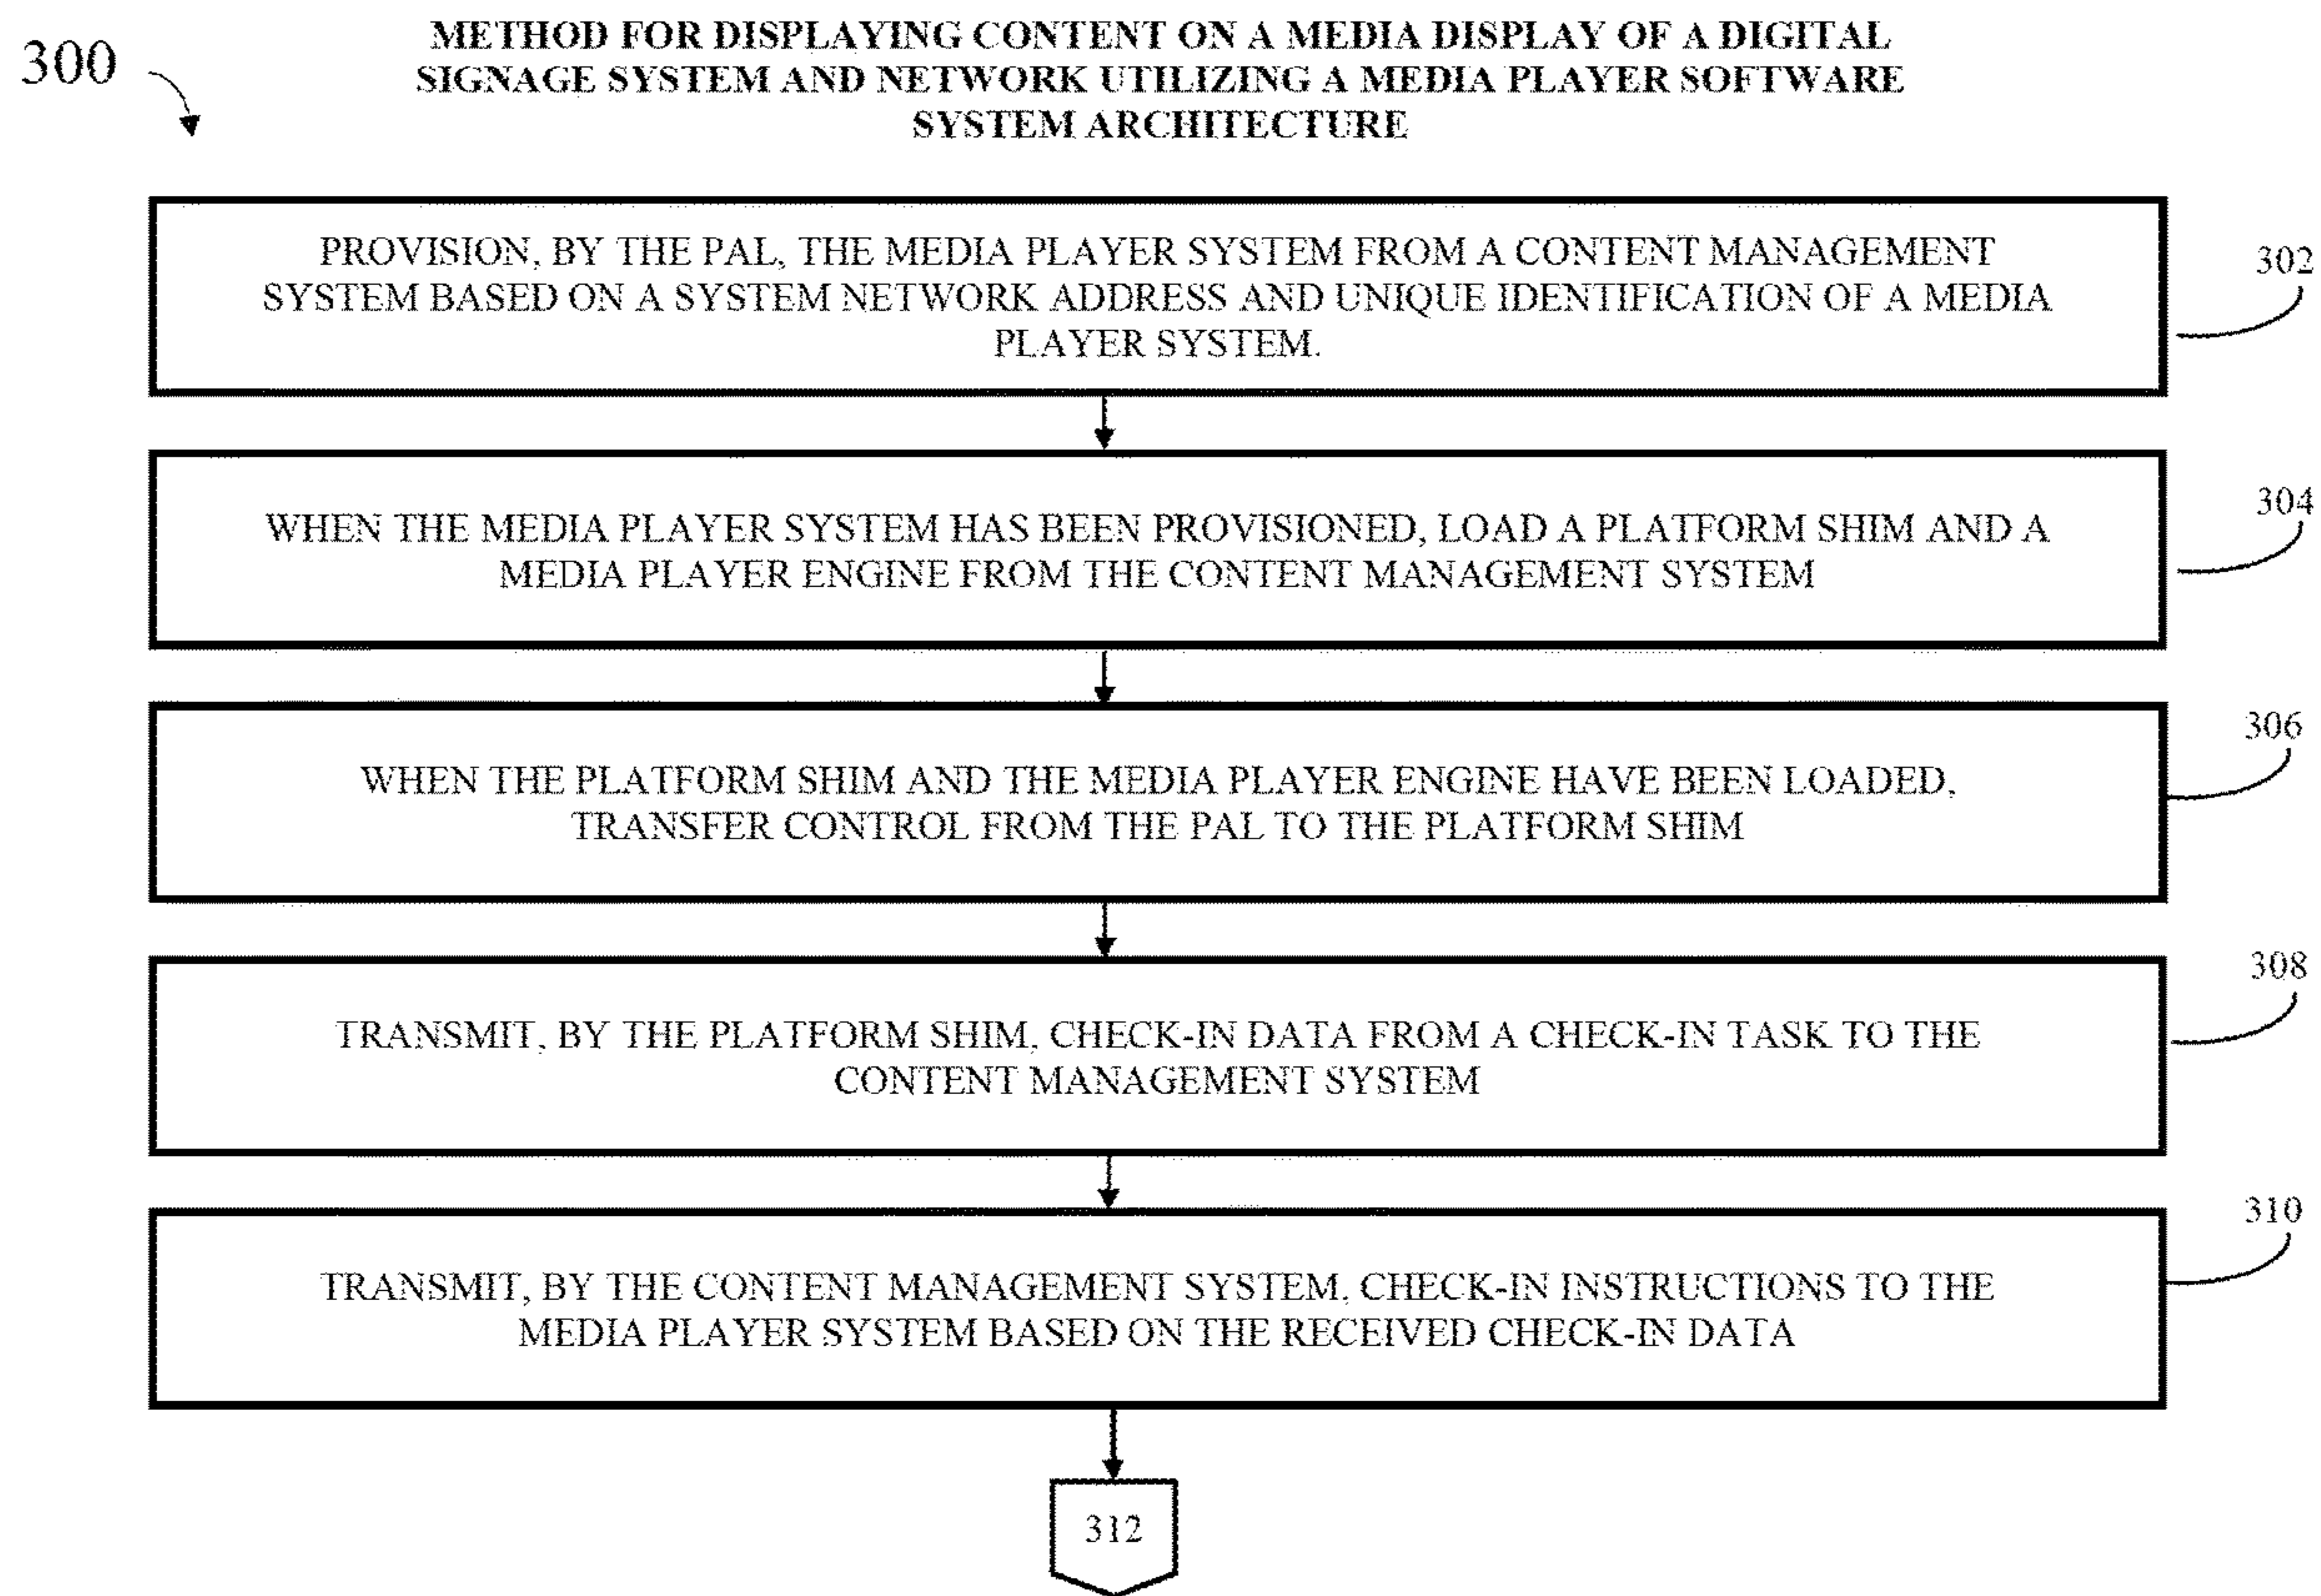 300
METHOD FOR DISPLAYING CONTENT ON A MEDIA DISPLAY OF A DIGITAL
SIGNAGE SYSTEM AND NETWORK UTILIZING A MEDIA PLAYER SOFTWARE
SYSTEM ARCHITECTURE
PROVISION, BY THE PAL, THE MEDIA PLAYER SYSTEM FROM A CONTENT MANAGEMENT
SYSTEM BASED ON A SYSTEM NETWORK ADDRESS AND UNIQUE IDENTIFICATION OF A MEDIA
PLAYER SYSTEM.
302
WHEN THE MEDIA PLAYER SYSTEM HAS BEEN PROVISIONED, LOAD A PLATFORM SHIM AND A
MEDIA PLAYER ENGINE FROM THE CONTENT MANAGEMENT SYSTEM
304
WHEN THE PLATFORM SHIM AND THE MEDIA PLAYER ENGINE HAVE BEEN LOADED,
TRANSFER CONTROL FROM THE PAL TO THE PLATFORM SHIM
306
TRANSMIT, BY THE PLATFORM SHIM, CHECK-IN DATA FROM A CHECK-IN TASK TO THE
CONTENT MANAGEMENT SYSTEM
308
TRANSMIT, BY THE CONTENT MANAGEMENT SYSTEM, CHECK-IN INSTRUCTIONS TO THE
MEDIA PLAYER SYSTEM BASED ON THE RECEIVED CHECK-IN DATA
310
312